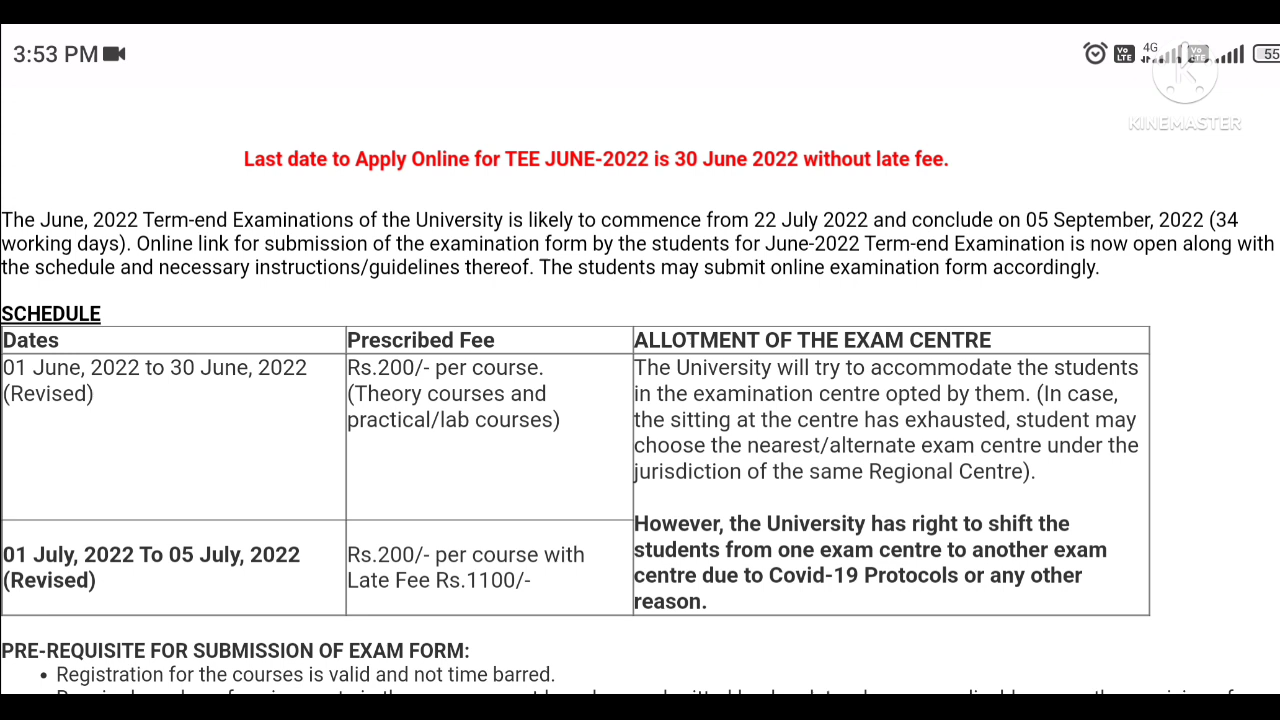 3:53 PM
4G
Vo LTE
Vo LTE
55
KINEMASTER
Last date to Apply Online for TEE JUNE-2022 is 30 June 2022 without late fee.
The June, 2022 Term-end Examinations of the University is likely to commence from 22 July 2022 and conclude on 05 September, 2022 (34
working days). Online link for submission of the examination form by the students for June-2022 Term-end Examination is now open along with
the schedule and necessary instructions/guidelines thereof. The students may submit online examination form accordingly.
SCHEDULE
Dates
Prescribed Fee
ALLOTMENT OF THE EXAM CENTRE
01 June, 2022 to 30 June, 2022
(Revised)
Rs.200/- per course.
(Theory courses and
practical/lab courses)
The University will try to accommodate the students
in the examination centre opted by them. (In case,
the sitting at the centre has exhausted, student may
choose the nearest/alternate exam centre under the
jurisdiction of the same Regional Centre).
However, the University has right to shift the
students from one exam centre to another exam
centre due to Covid-19 Protocols or any other
reason.
01 July, 2022 To 05 July, 2022
(Revised)
Rs.200/- per course with
Late Fee Rs.1100/-
PRE-REQUISITE FOR SUBMISSION OF EXAM FORM:
• Registration for the courses is valid and not time barred.